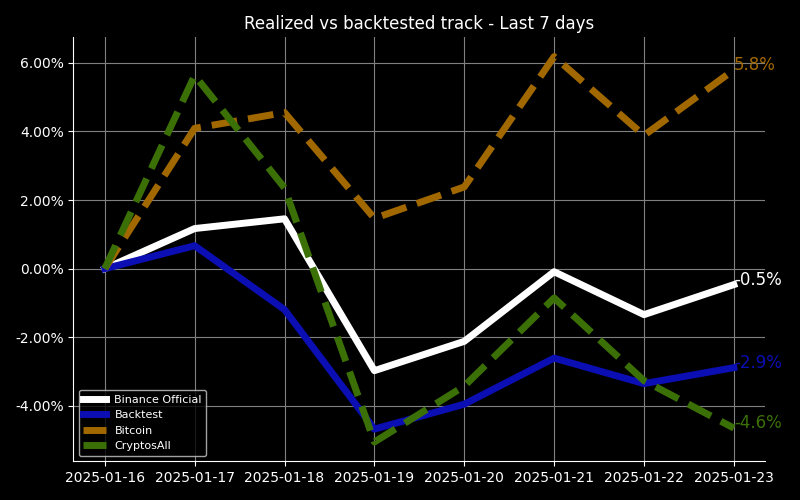 Realized vs backtested track - Last 7 days
6.00%
4.00%
2.00%
0.00%
-2.00%
-4.00%
5.8%
-0.5%
-2.9%
-4.6%
Binance Official
Backtest
Bitcoin
CryptosAll
2025-01-16 2025-01-17 2025-01-18 2025-01-19 2025-01-20 2025-01-21 2025-01-22 2025-01-23